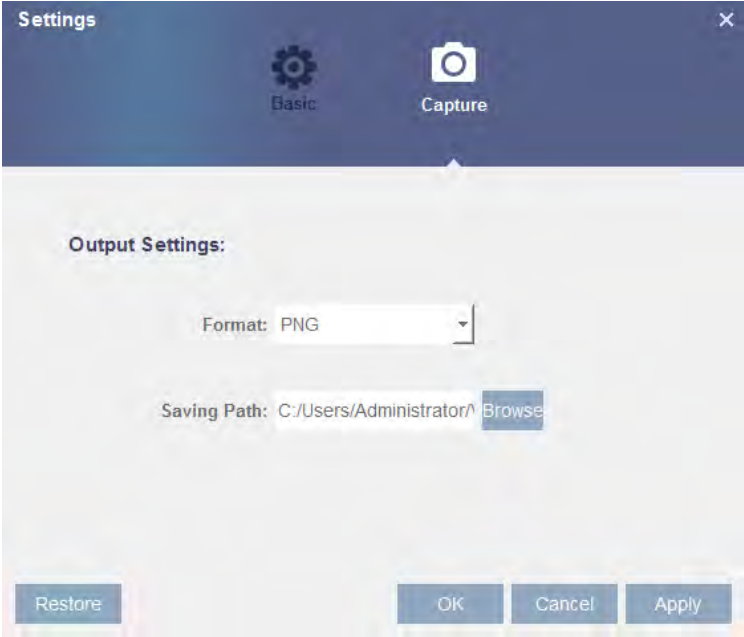 Settings
Basic
Capture
Output Settings:
Format: PNG
Saving Path: C:/Users/Administrator/ Browse
Restore OK Cancel Apply